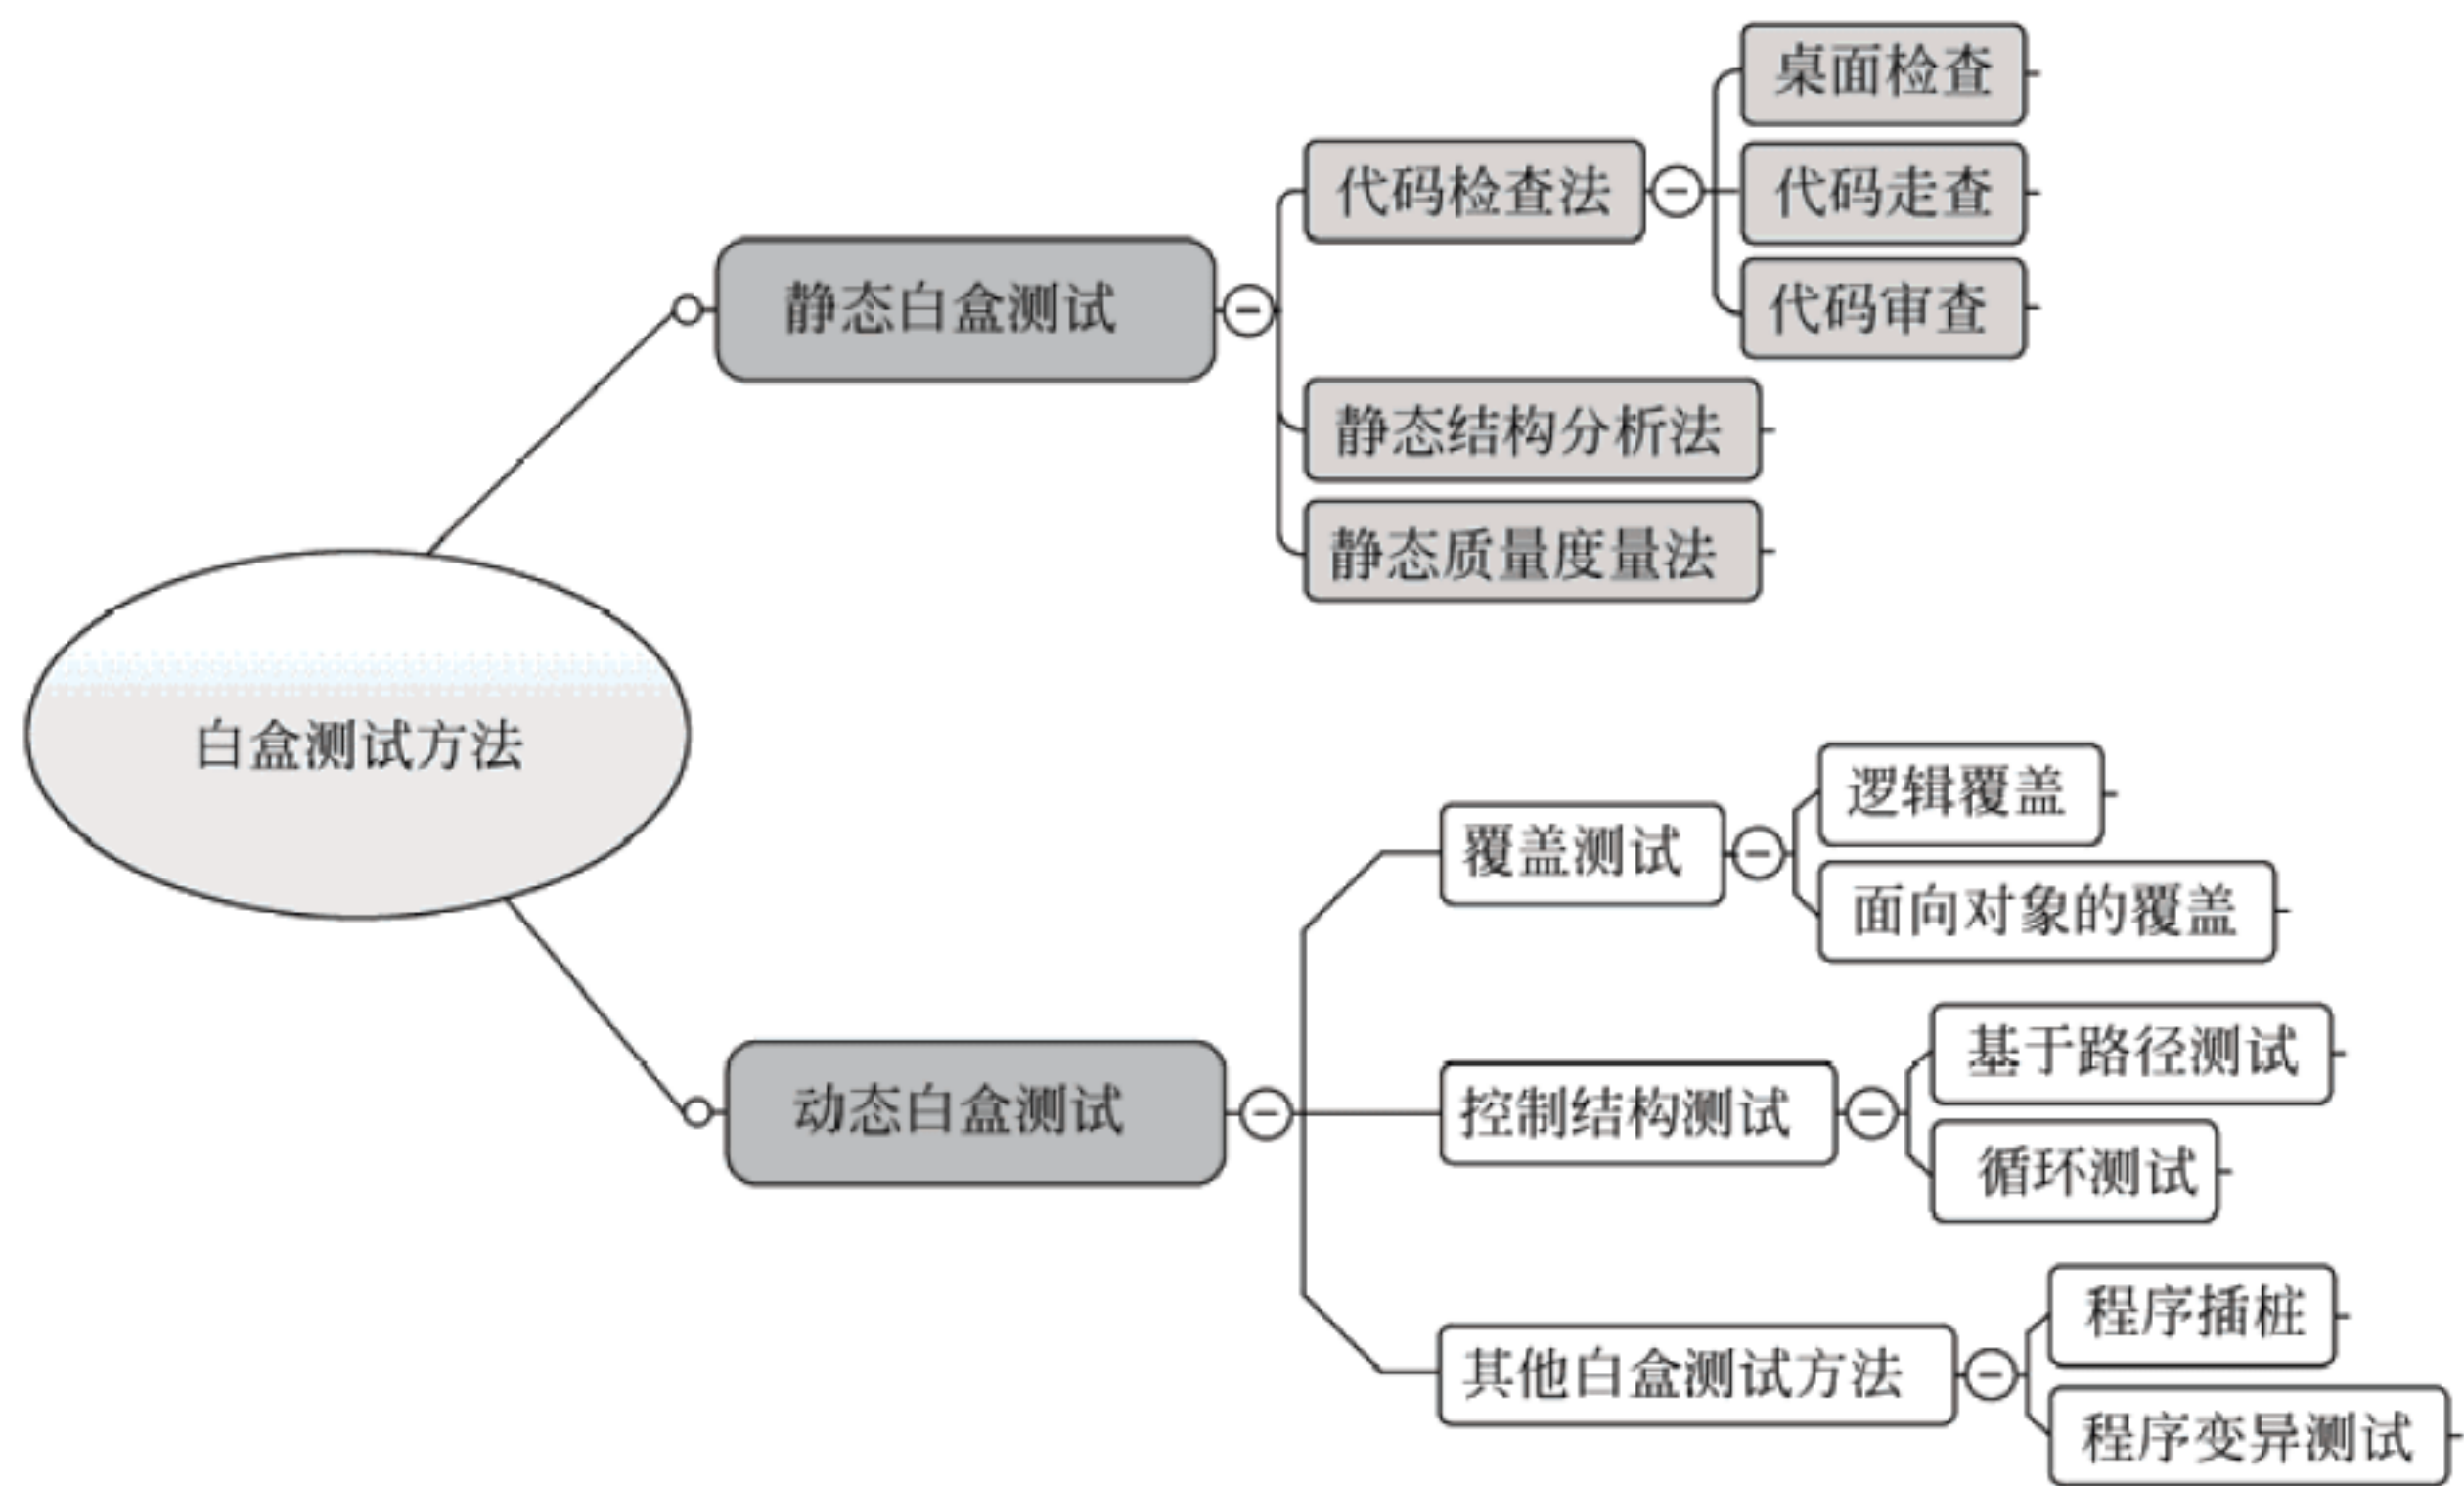 白盒测试方法
静态白盒测试
代码检查法
桌面检查
代码走查
代码审查
静态结构分析法
静态质量度量法
动态白盒测试
覆盖测试
逻辑覆盖
面向对象的覆盖
控制结构测试
基于路径测试
循环测试
其他白盒测试方法
程序插桩
程序变异测试